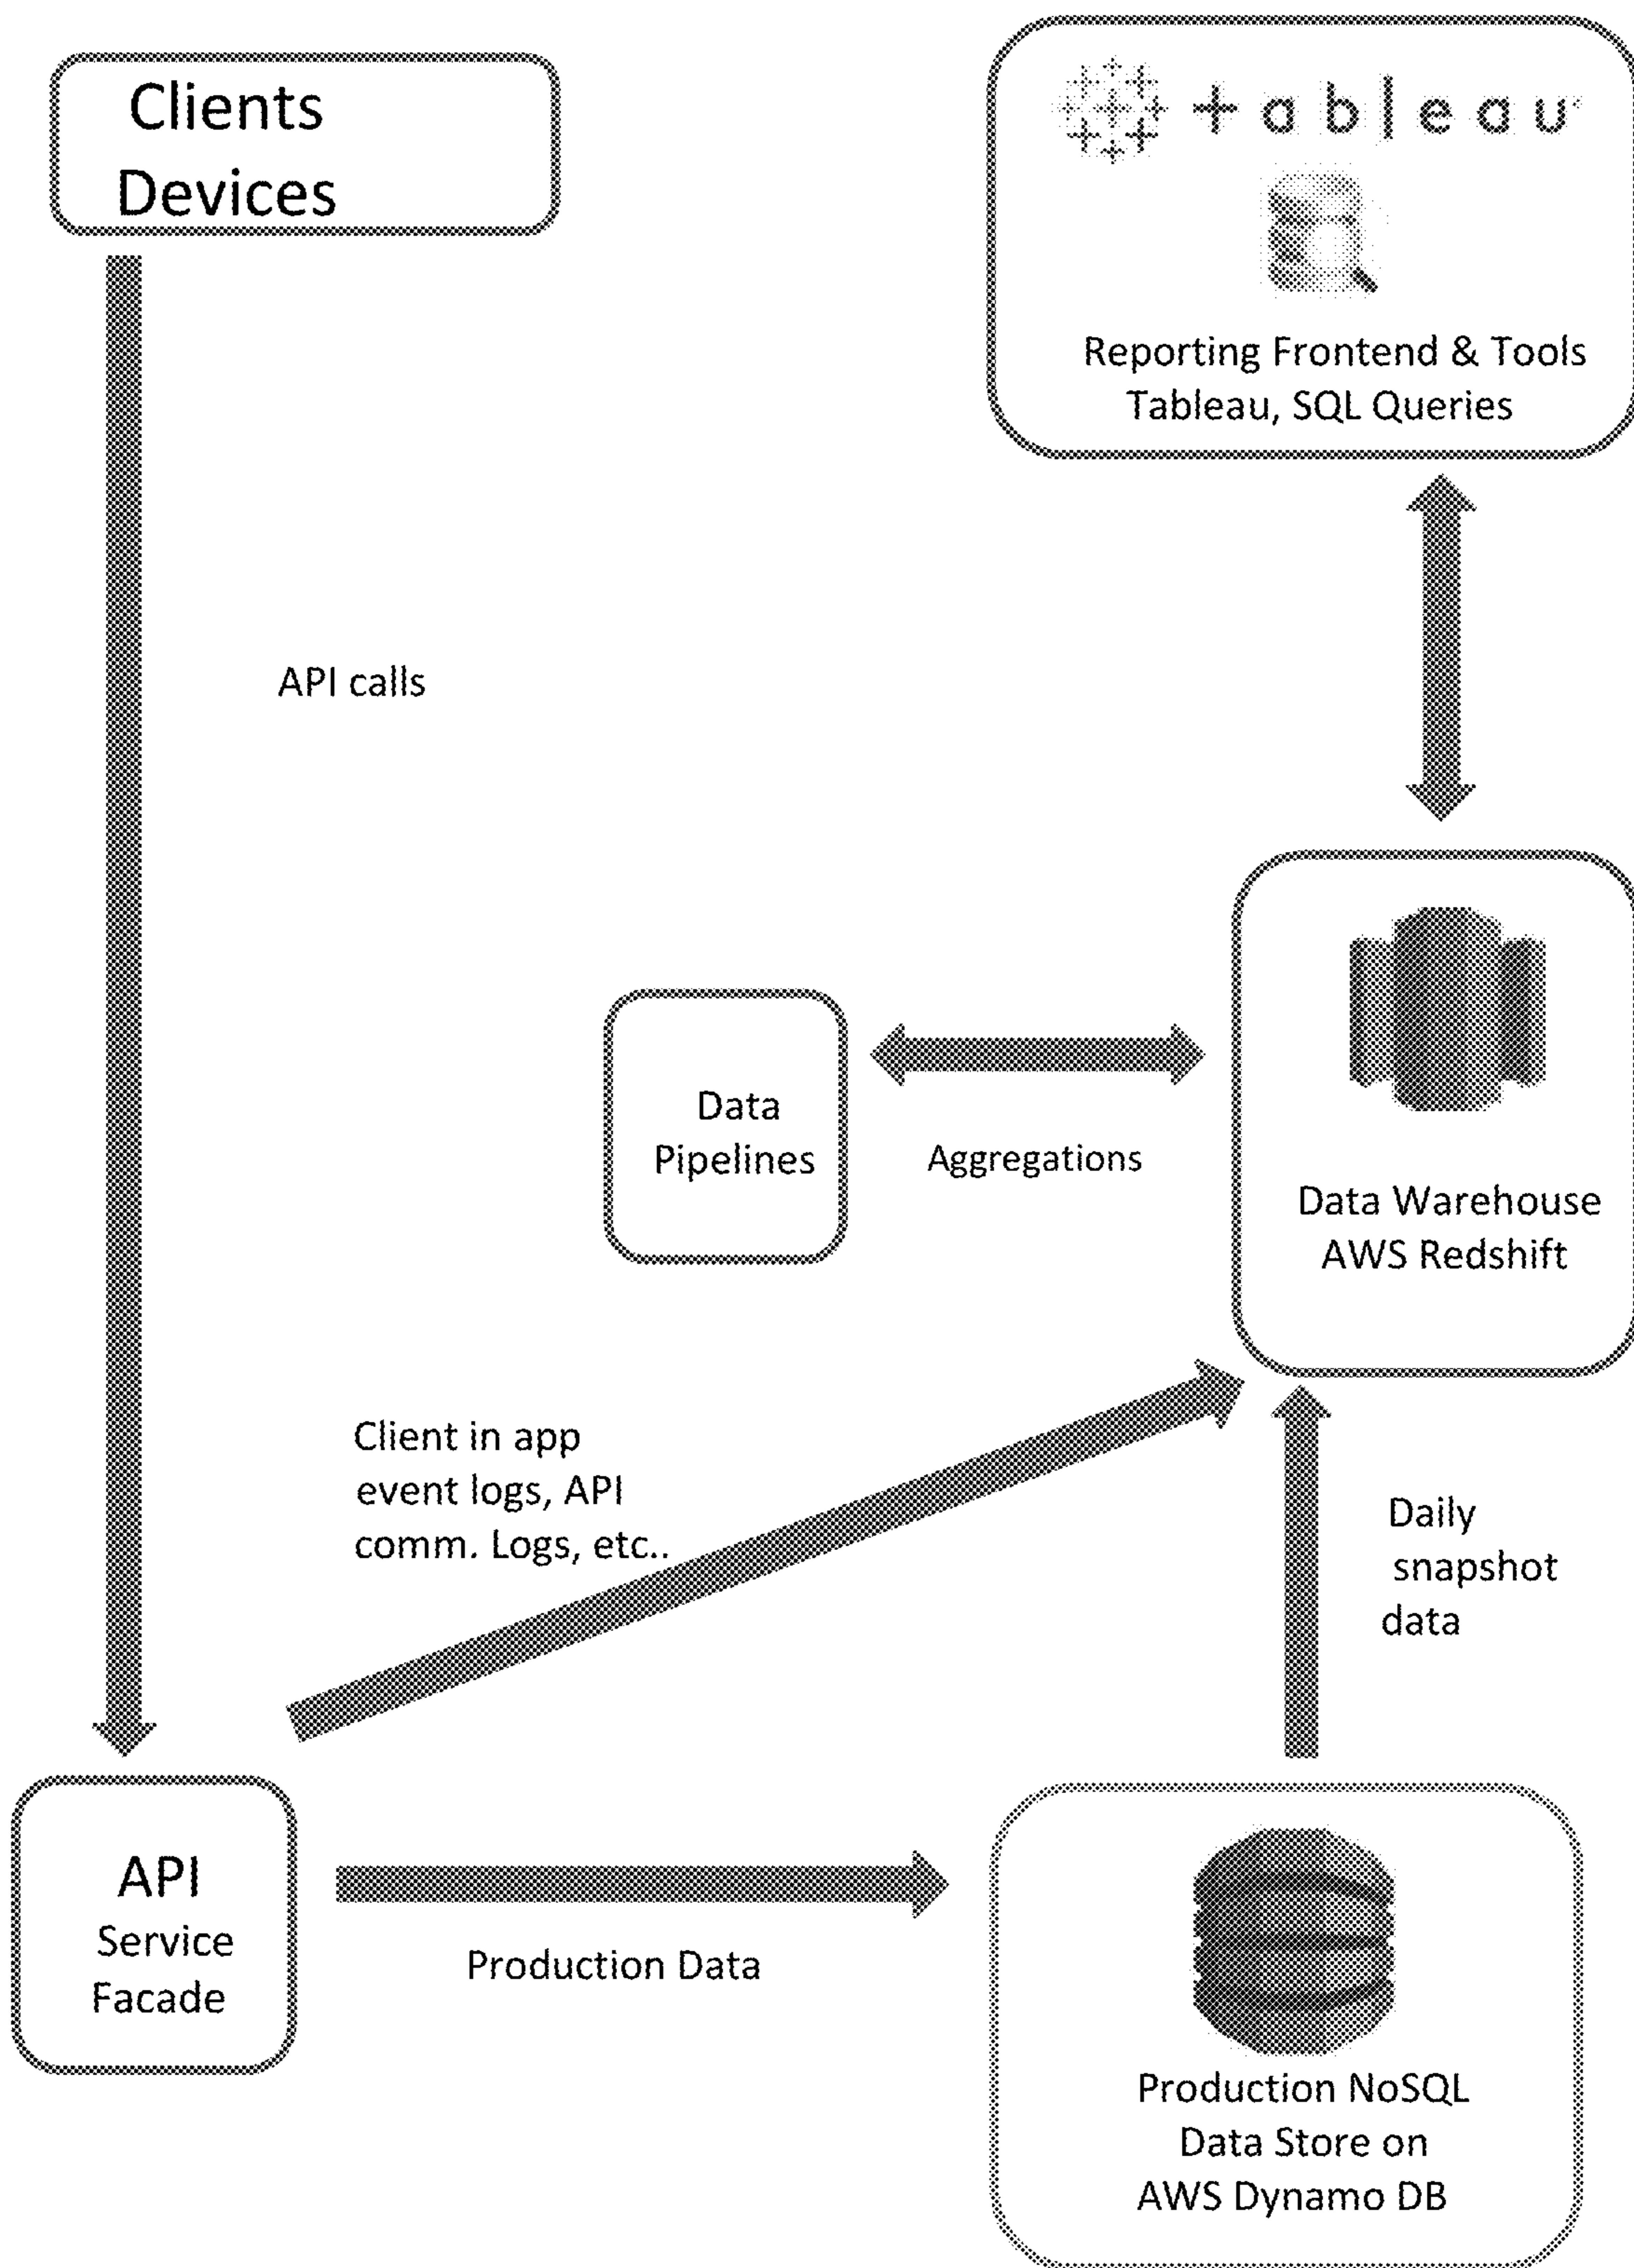 Clients
Devices
+ableau
Reporting Frontend & Tools
Tableau, SQL Queries
API calls
Data
Pipelines
Aggregations
Data Warehouse
AWS Redshift
Client in app
event logs, API
comm. Logs, etc..
Daily
snapshot
data
API
Service
Facade
Production Data
Production NoSQL
Data Store on
AWS Dynamo DB